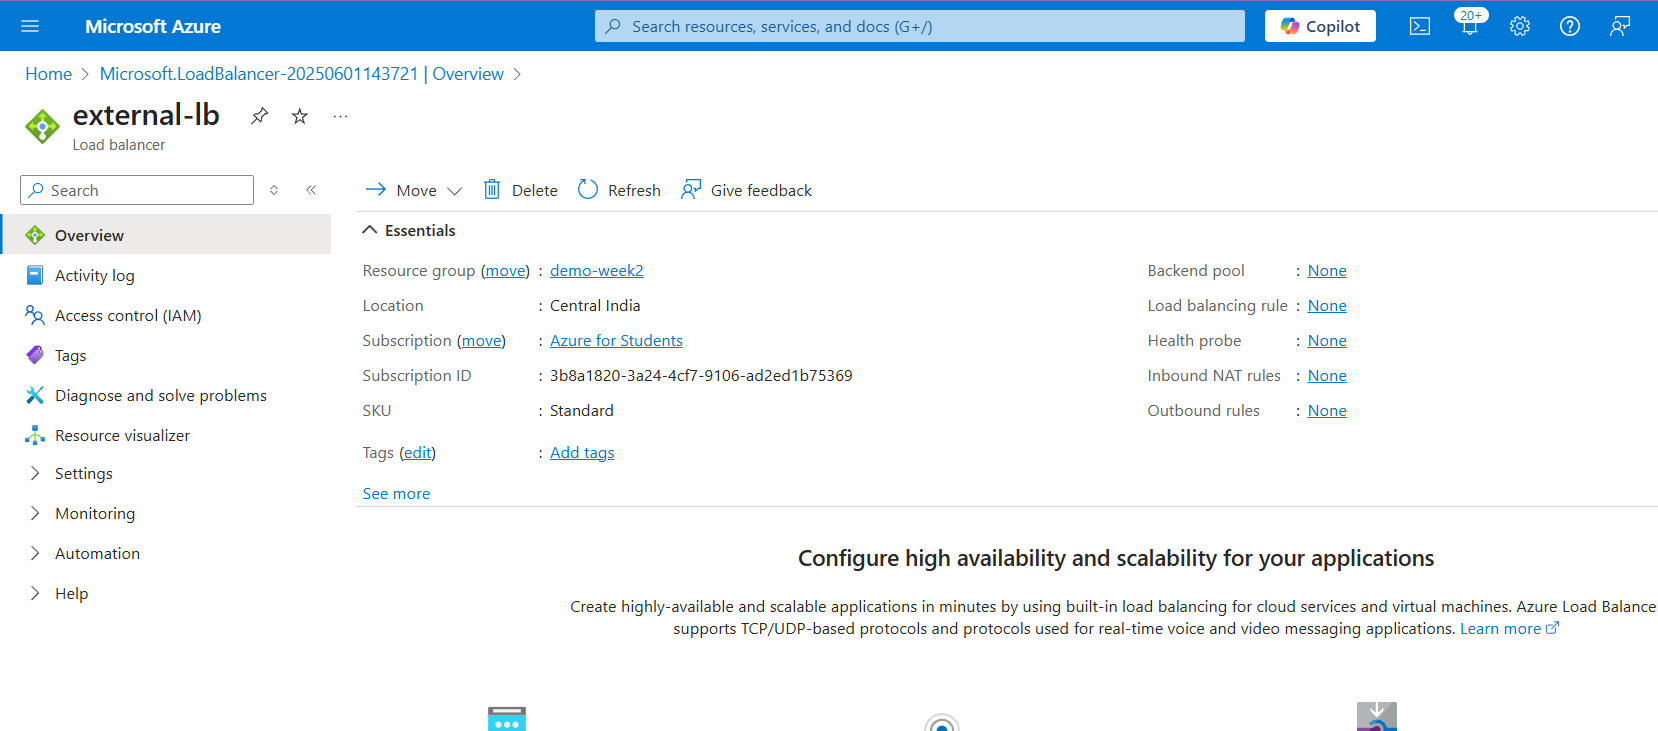 Microsoft Azure
Search resources, services, and docs (G+/)
Copilot
20+
Home > Microsoft.LoadBalancer-20250601143721 | Overview >
external-lb
...
Load balancer
Search
Move
Delete
Refresh
Give feedback
Overview
Activity log
Access control (IAM)
Tags
Diagnose and solve problems
Resource visualizer
Settings
Monitoring
Automation
Help
Essentials
Resource group (move) : demo-week2
Location : Central India
Subscription (move) : Azure for Students
Subscription ID : 3b8a1820-3a24-4cf7-9106-ad2ed1b75369
SKU : Standard
Tags (edit) : Add tags
See more
Backend pool : None
Load balancing rule : None
Health probe : None
Inbound NAT rules : None
Outbound rules : None
Configure high availability and scalability for your applications
Create highly-available and scalable applications in minutes by using built-in load balancing for cloud services and virtual machines. Azure Load Balancer
supports TCP/UDP-based protocols and protocols used for real-time voice and video messaging applications. Learn more